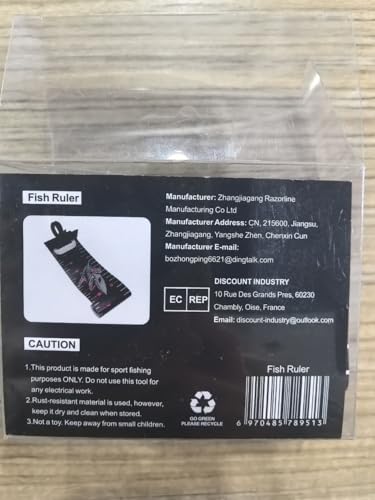 Fish Ruler
Manufacturer: Zhangjiagang Razorline
Manufacturing Co Ltd
Manufacturer Address: CN, 215600, Jiangsu,
Zhangjiagang, Yangshe Zhen, Chenxin Cun
Manufacturer E-mail:
bozhongping6621@dingtalk.com
EC REP
DISCOUNT INDUSTRY
10 Rue Des Grands Pres, 60230
Chambly, Oise, France
Email: discount-industry@outlook.com
CAUTION
1.This product is made for sport fishing
purposes ONLY. Do not use this tool for
any electrical work.
2.Rust-resistant material is used, however,
keep it dry and clean when stored.
3.Not a toy. Keep away from small children.
GO GREEN
PLEASE RECYCLE
Fish Ruler
6 970485 789513